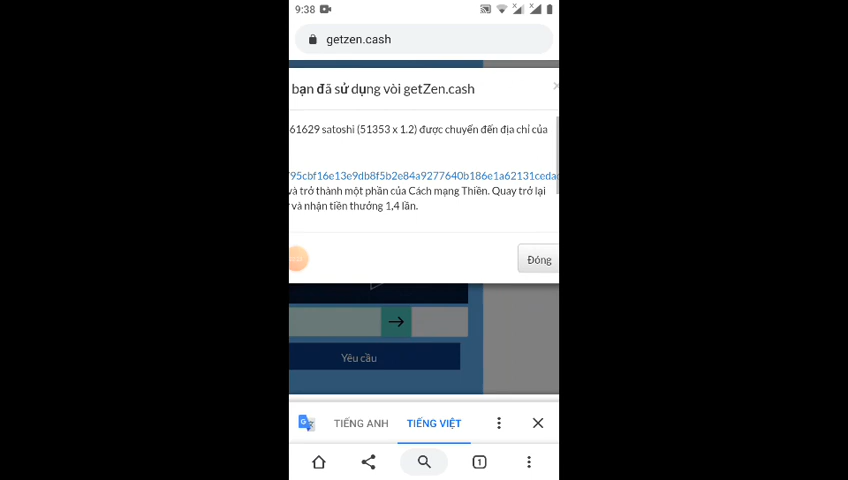 9:38
getzen.cash
bạn đã sử dụng vòi getZen.cash
61629 satoshi (51353 x 1.2) được chuyển đến địa chỉ của
795cbf16e13e9db8f5b2e84a9277640b186e1a62131ceda
và trở thành một phần của Cách mạng Thiền. Quay trở lại
và nhận tiền thưởng 1,4 lần.
Đóng
Yêu cầu
TIẾNG ANH
TIẾNG VIỆT
1